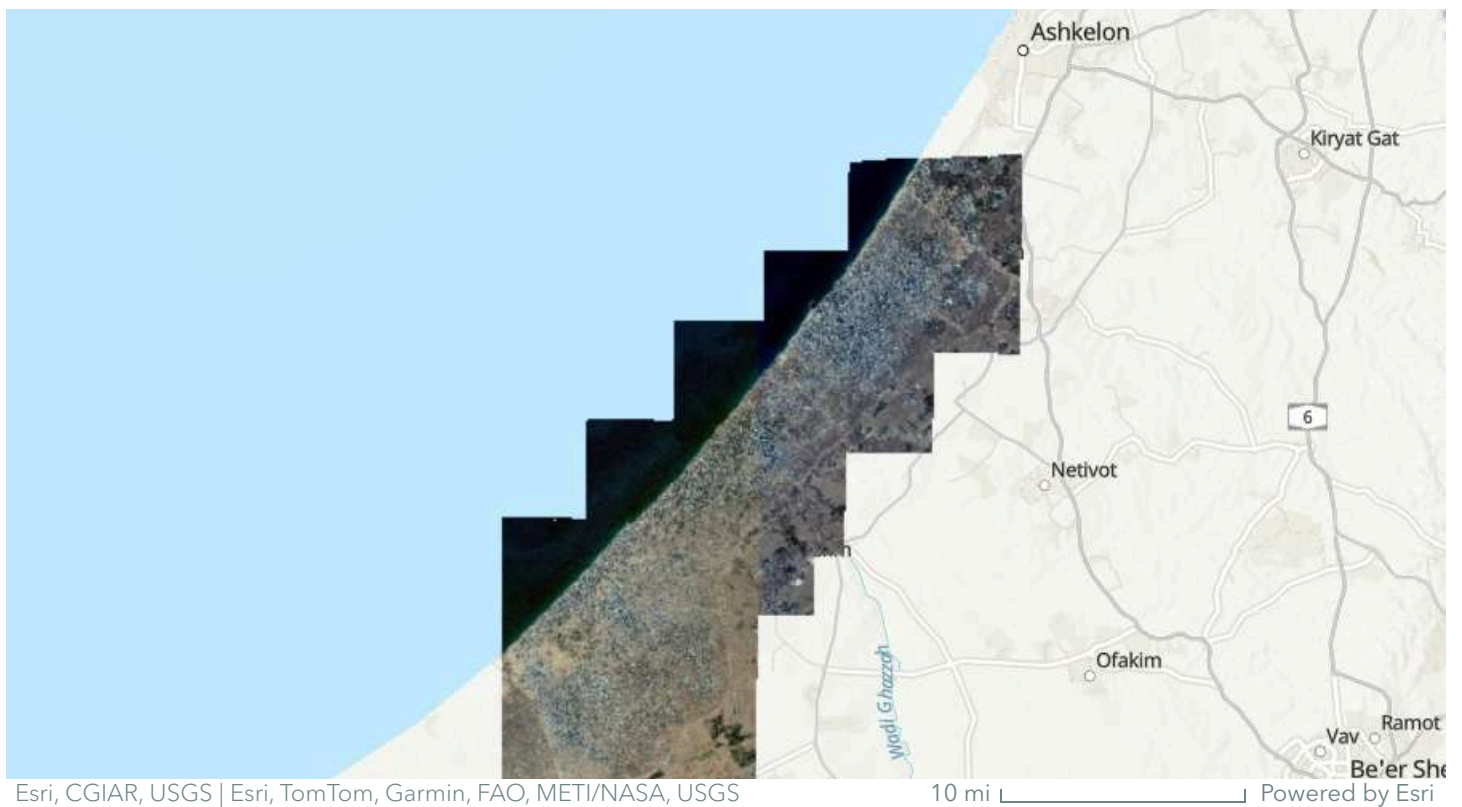 Ashkelon
Kiryat Gat
6
Netivot
Ofakim
Wadi Ghazzah
Ramot
Vav
Be'er She
Esri, CGIAR, USGS | Esri, TomTom, Garmin, FAO, METI/NASA, USGS
10 mi
Powered by Esri